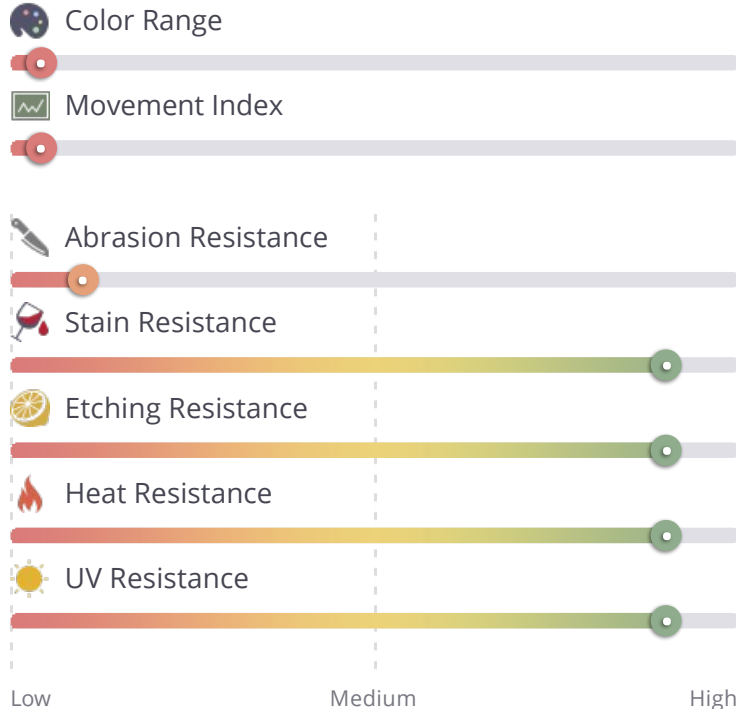 Color Range
Movement Index
Abrasion Resistance
Stain Resistance
Etching Resistance
Heat Resistance
UV Resistance
Low Medium High